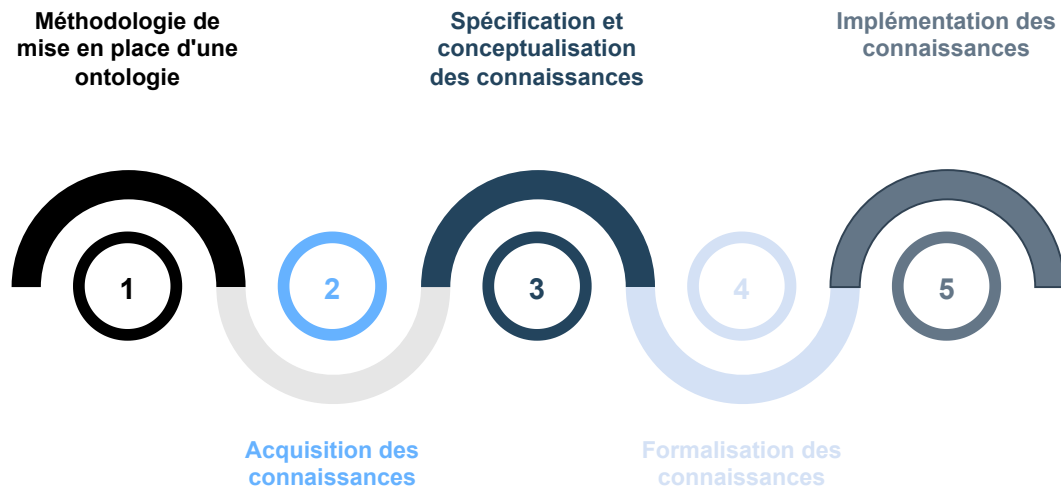 Méthodologie de
mise en place d'une
ontologie
Spécification et
conceptualisation
des connaissances
Implémentation des
connaissances
1
2
3
4
5
Acquisition des
connaissances
Formalisation des
connaissances